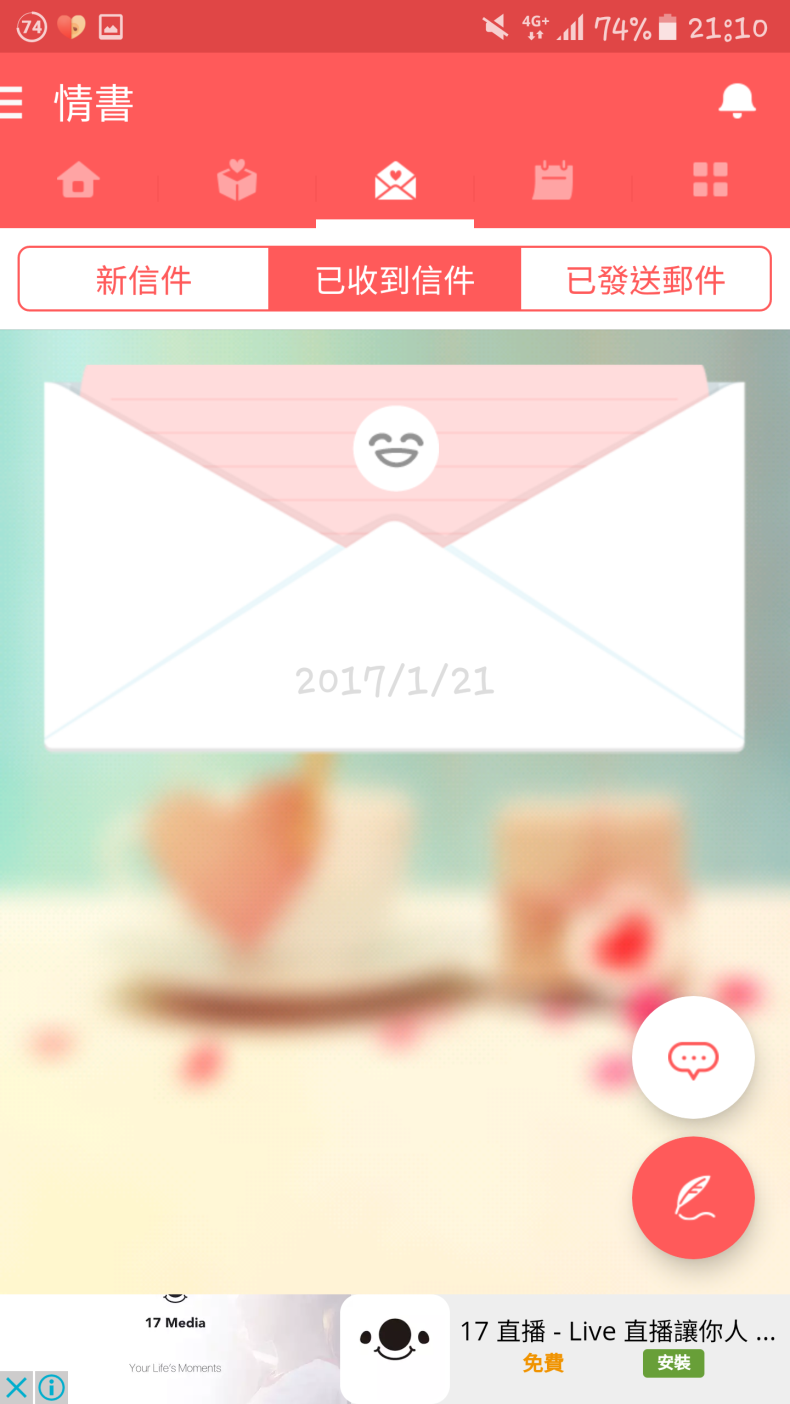 74
4G+
74%
21:10
情書
新信件
已收到信件
已發送郵件
2017/1/21
17 Media
Your Life's Moments
17 直播 - Live 直播讓你人 ...
免費
安裝